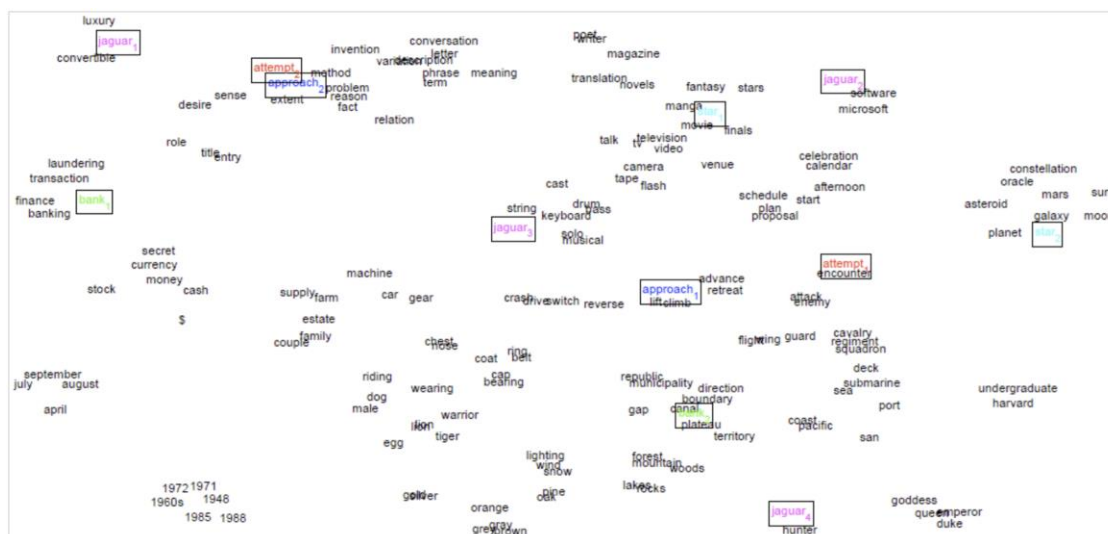 luxury
jaguar₁
convertible
attempt₂
approach₂
invention
conversation
letter
variation
description
method
phrase
meaning
term
problem
reason
extent
fact
sense
desire
relation
role
title
entry
poet
writer
magazine
translation
novels
fantasy
stars
manga
star₁
movie
finals
talk
television
tv
video
venue
camera
tape
flash
jaguar₂
software
microsoft
celebration
calendar
afternoon
schedule
start
plan
proposal
constellation
oracle
mars
sun
asteroid
galaxy
moon
planet
star₂
laundering
transaction
finance
bank₁
banking
cast
string
drum
bass
keyboard
jaguar₃
solo
musical
secret
currency
money
stock
cash
$
machine
supply
farm
car
gear
estate
family
couple
crash
drive
switch
reverse
approach₁
advance
retreat
lift
climb
attempt₁
encounter
attack
enemy
flight
wing
guard
cavalry
regiment
squadron
deck
submarine
sea
port
undergraduate
harvard
chest
nose
ring
coat
belt
cap
bearing
riding
wearing
dog
male
lion
warrior
tiger
egg
republic
municipality
direction
boundary
gap
canal
bank₂
plateau
territory
coast
pacific
san
september
july
august
april
1972
1971
1960s
1948
1985
1988
lighting
wind
snow
pine
oak
gold
silver
orange
gray
grey
brown
forest
mountain
woods
lakes
rocks
jaguar₄
hunter
goddess
queen
emperor
duke